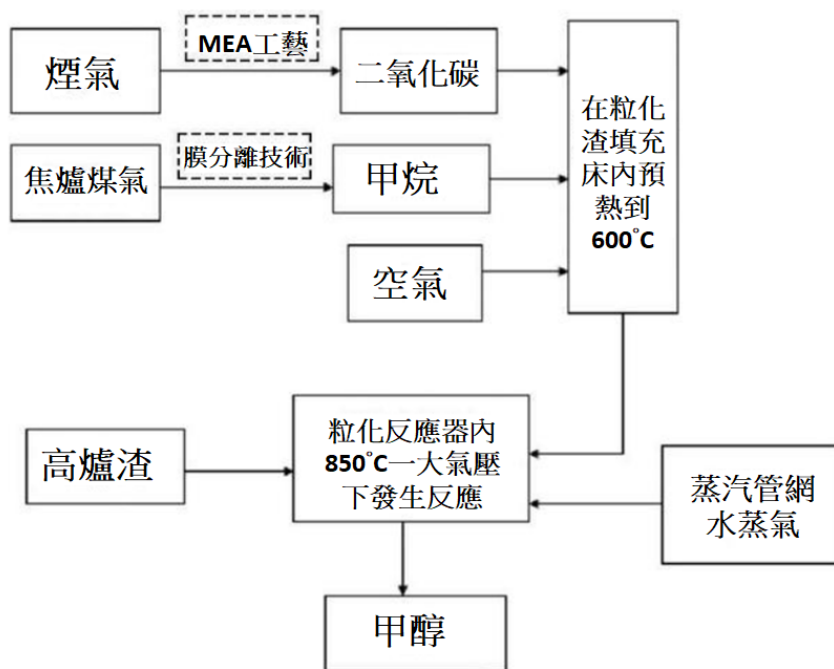 煙氣
MEA工藝
二氧化碳
在粒化
渣填充
床內預
熱到
600°C
焦爐煤氣
膜分離技術
甲烷
空氣
高爐渣
粒化反應器內
850°C一大氣壓
下發生反應
蒸汽管網
水蒸氣
甲醇